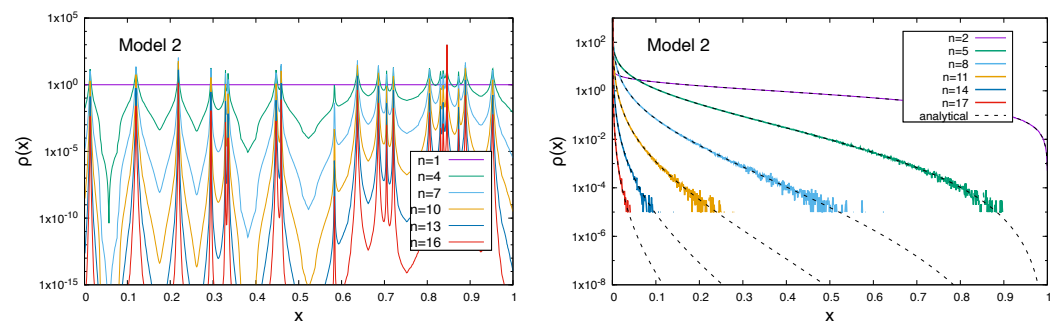 Model 2
ρ(x)
1x10^5
1x10^0
1x10^-5
1x10^-10
1x10^-15
n=1
n=4
n=7
n=10
n=13
n=16
0 0.1 0.2 0.3 0.4 0.5 0.6 0.7 0.8 0.9 1
x
Model 2
ρ(x)
1x10^2
1x10^0
1x10^-2
1x10^-4
1x10^-6
1x10^-8
n=2
n=5
n=8
n=11
n=14
n=17
analytical
0 0.1 0.2 0.3 0.4 0.5 0.6 0.7 0.8 0.9 1
x